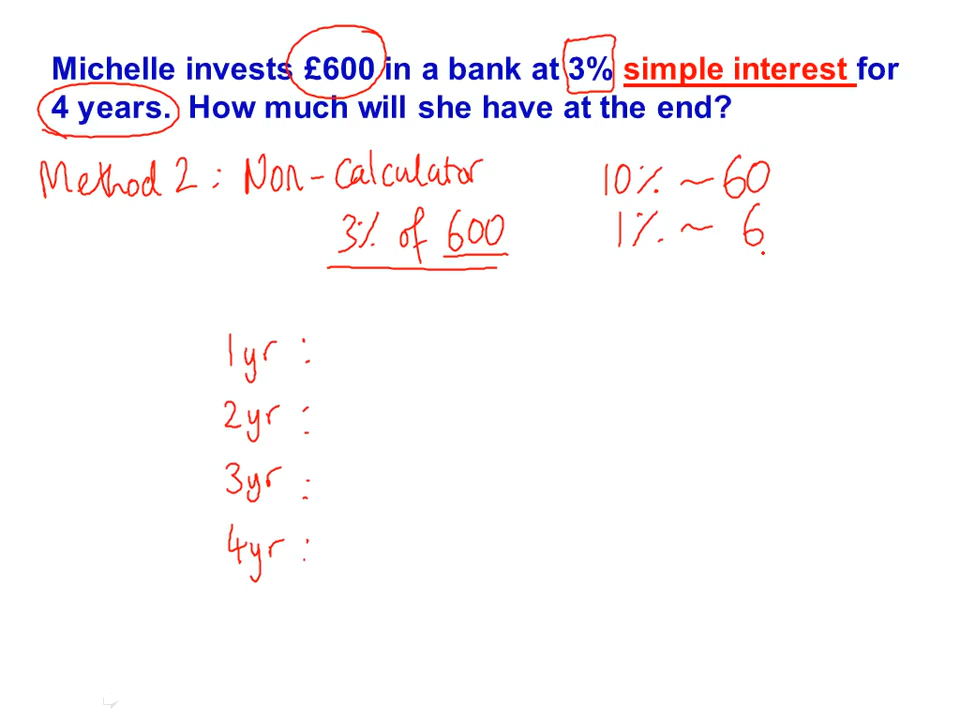 Michelle invests £600 in a bank at 3% simple interest for
4 years. How much will she have at the end?
Method 2: Non-Calculator
3% of 600
10% ~ 60
1% ~ 6
1yr :
2yr :
3yr :
4yr :